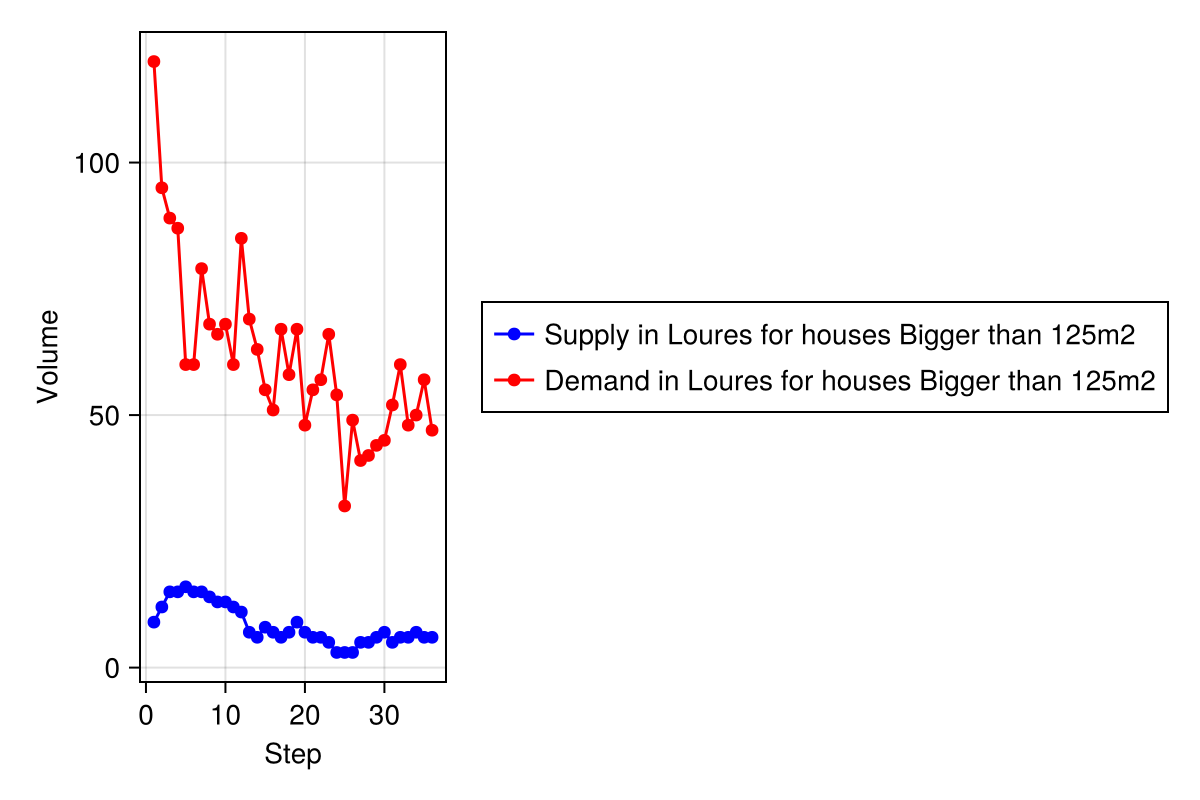 Volume
100
50
0
0 10 20 30
Step
Supply in Loures for houses Bigger than 125m2
Demand in Loures for houses Bigger than 125m2